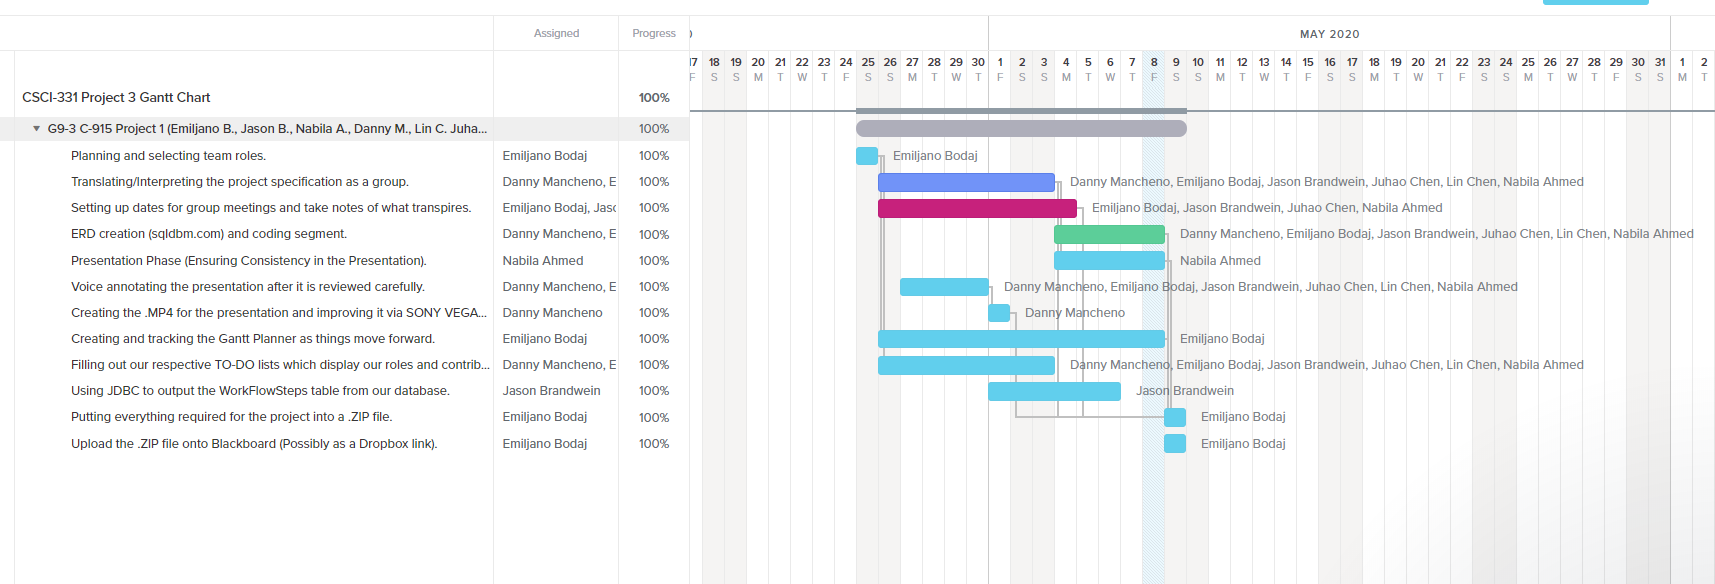 Assigned Progress MAY 2020
17 18 19 20 21 22 23 24 25 26 27 28 29 30 1 2 3 4 5 6 7 8 9 10 11 12 13 14 15 16 17 18 19 20 21 22 23 24 25 26 27 28 29 30 31 1 2
F S S M T W T F S S M T W T F S S M T W T F S S M T W T F S S M T W T F S S M T W T F S S M T
CSCI-331 Project 3 Gantt Chart 100%
G9-3 C-915 Project 1 (Emiljano B., Jason B., Nabila A., Danny M., Lin C. Juha... 100%
Planning and selecting team roles. Emiljano Bodaj 100% Emiljano Bodaj
Translating/Interpreting the project specification as a group. Danny Mancheno, E 100% Danny Mancheno, Emiljano Bodaj, Jason Brandwein, Juhao Chen, Lin Chen, Nabila Ahmed
Setting up dates for group meetings and take notes of what transpires. Emiljano Bodaj, Jasc 100% Emiljano Bodaj, Jason Brandwein, Juhao Chen, Nabila Ahmed
ERD creation (sqldbm.com) and coding segment. Danny Mancheno, E 100% Danny Mancheno, Emiljano Bodaj, Jason Brandwein, Juhao Chen, Lin Chen, Nabila Ahmed
Presentation Phase (Ensuring Consistency in the Presentation). Nabila Ahmed 100% Nabila Ahmed
Voice annotating the presentation after it is reviewed carefully. Danny Mancheno, E 100% Danny Mancheno, Emiljano Bodaj, Jason Brandwein, Juhao Chen, Lin Chen, Nabila Ahmed
Creating the .MP4 for the presentation and improving it via SONY VEGA... Danny Mancheno 100% Danny Mancheno
Creating and tracking the Gantt Planner as things move forward. Emiljano Bodaj 100% Emiljano Bodaj
Filling out our respective TO-DO lists which display our roles and contrib... Danny Mancheno, E 100% Danny Mancheno, Emiljano Bodaj, Jason Brandwein, Juhao Chen, Lin Chen, Nabila Ahmed
Using JDBC to output the WorkFlowSteps table from our database. Jason Brandwein 100% Jason Brandwein
Putting everything required for the project into a .ZIP file. Emiljano Bodaj 100% Emiljano Bodaj
Upload the .ZIP file onto Blackboard (Possibly as a Dropbox link). Emiljano Bodaj 100% Emiljano Bodaj